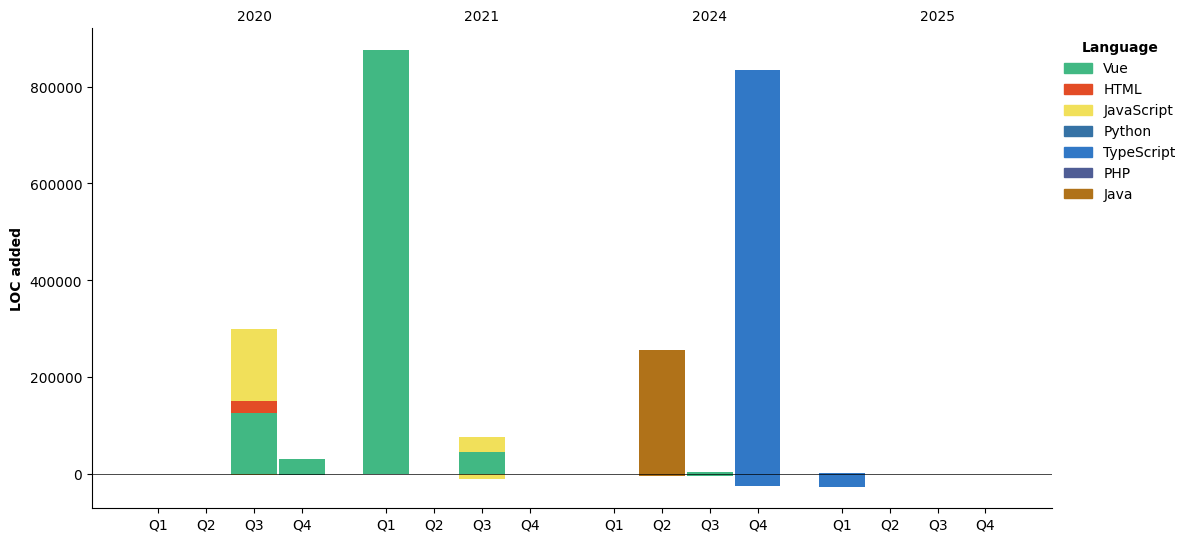 2020 2021 2024 2025
Language
Vue
HTML
JavaScript
Python
TypeScript
PHP
Java
LOC added
800000
600000
400000
200000
0
Q1 Q2 Q3 Q4 Q1 Q2 Q3 Q4 Q1 Q2 Q3 Q4 Q1 Q2 Q3 Q4